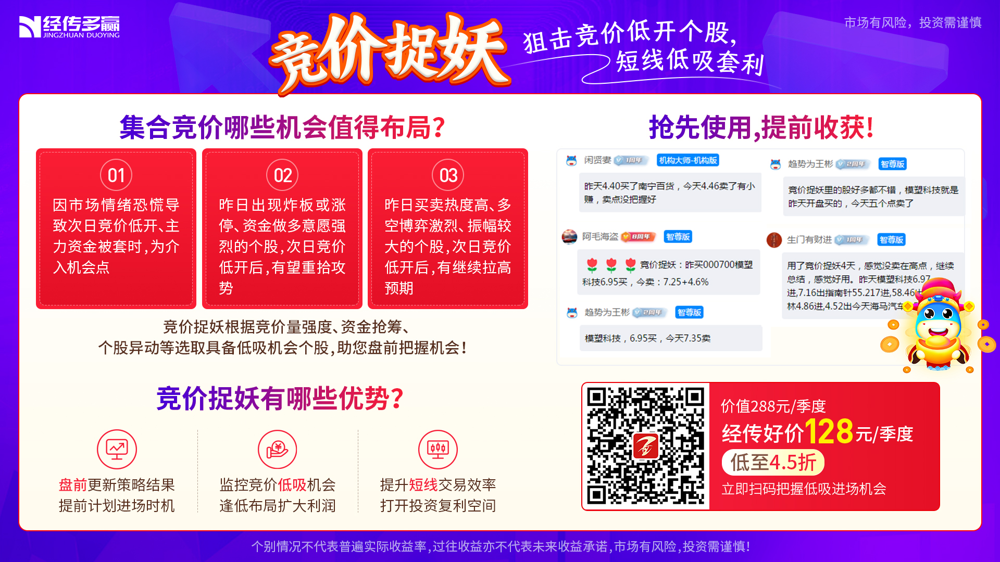 经传多赢
JINGZHUAN DUOYING
竞价捉妖
狙击竞价低开个股,
短线低吸套利
市场有风险，投资需谨慎
集合竞价哪些机会值得布局?
01
因市场情绪恐慌导
致次日竞价低开、主
力资金被套时,为介
入机会点
02
昨日出现炸板或涨
停、资金做多意愿强
烈的个股,次日竞价
低开后,有望重拾攻
势
03
昨日买卖热度高、多
空博弈激烈、振幅较
大的个股,次日竞价
低开后,有继续拉高
预期
竞价捉妖根据竞价量强度、资金抢筹、
个股异动等选取具备低吸机会个股,助您盘前把握机会!
竞价捉妖有哪些优势?
盘前更新策略结果
提前计划进场时机
监控竞价低吸机会
逢低布局扩大利润
提升短线交易效率
打开投资复利空间
抢先使用,提前收获!
闲贤妻 1周年 机构大师-机构版
昨天4.40买了南宁百货，今天4.46卖了有小
赚，卖点没把握好
趋势为王彬 2周年 智尊版
竞价捉妖里的股好多都不错，模塑科技就是
昨天开盘买的，今天五个点卖了
阿毛海盗 8周年 智尊版
竞价捉妖：昨买000700模塑
科技6.95买，今卖：7.25+4.6%
生门有财进 1周年 智尊版
用了竞价捉妖4天，感觉没卖在高点，继续
总结，感觉好用。昨天模塑科技6.97
进,7.16出指南针55.217进,58.46
林4.86进,4.52出今天海马汽车
趋势为王彬 2周年 智尊版
模塑科技，6.95买，今天7.35卖
价值288元/季度
经传好价128元/季度
低至4.5折
立即扫码把握低吸进场机会
个别情况不代表普遍实际收益率,过往收益亦不代表未来收益承诺,市场有风险,投资需谨慎!